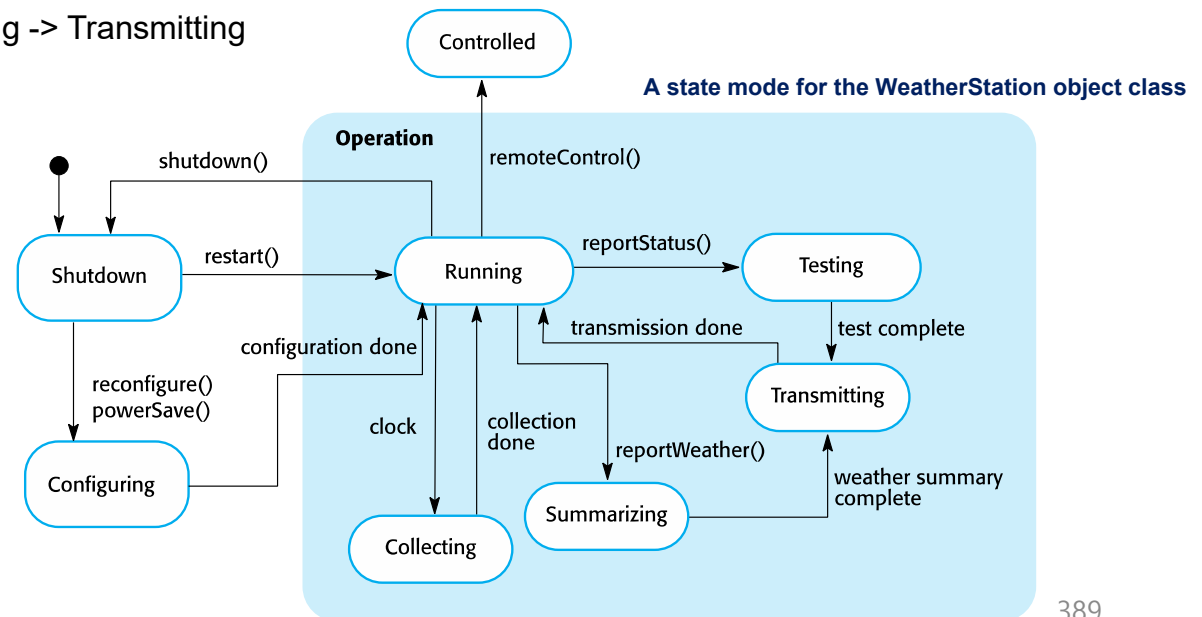 g -> Transmitting
Controlled
A state mode for the WeatherStation object class
Operation
shutdown()
remoteControl()
restart()
reportStatus()
Shutdown
Running
Testing
transmission done
test complete
configuration done
reconfigure()
powerSave()
Transmitting
clock
collection
done
reportWeather()
weather summary
complete
Configuring
Summarizing
Collecting
389